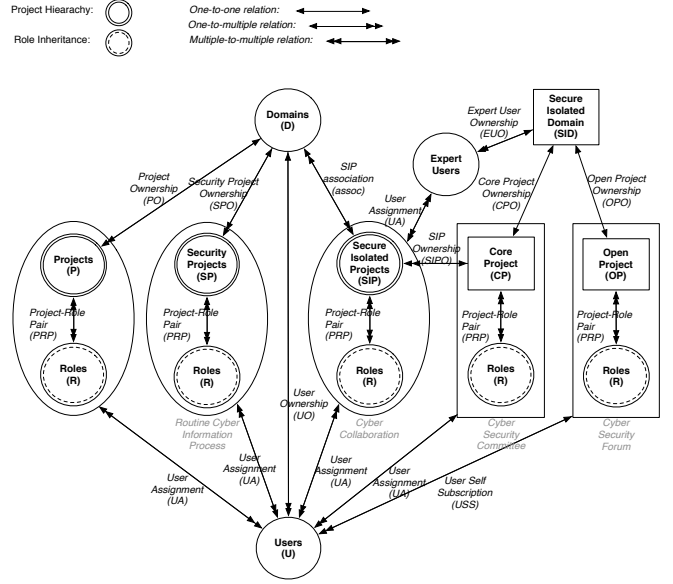 Project Hiearachy:
Role Inheritance:
One-to-one relation:
One-to-multiple relation:
Multiple-to-multiple relation:
Domains
(D)
Secure
Isolated
Domain
(SID)
Expert User
Ownership
(EUO)
Expert
Users
Project
Ownership
(PO)
Security Project
Ownership
(SPO)
SIP
association
(assoc)
User
Assignment
(UA)
Core Project
Ownership
(CPO)
Open Project
Ownership
(OPO)
SIP
Ownership
(SIPO)
Projects
(P)
Security
Projects
(SP)
Secure
Isolated
Projects
(SIP)
Core
Project
(CP)
Open
Project
(OP)
Project-Role
Pair
(PRP)
Project-Role
Pair
(PRP)
Project-Role
Pair
(PRP)
Project-Role
Pair
(PRP)
Project-Role
Pair
(PRP)
Roles
(R)
Roles
(R)
Roles
(R)
Roles
(R)
Roles
(R)
User
Ownership
(UO)
Routine Cyber
Information
Process
Cyber
Collaboration
Cyber
Security
Committee
Cyber
Security
Forum
User
Assignment
(UA)
User
Assignment
(UA)
User
Assignment
(UA)
User
Assignment
(UA)
User Self
Subscription
(USS)
Users
(U)